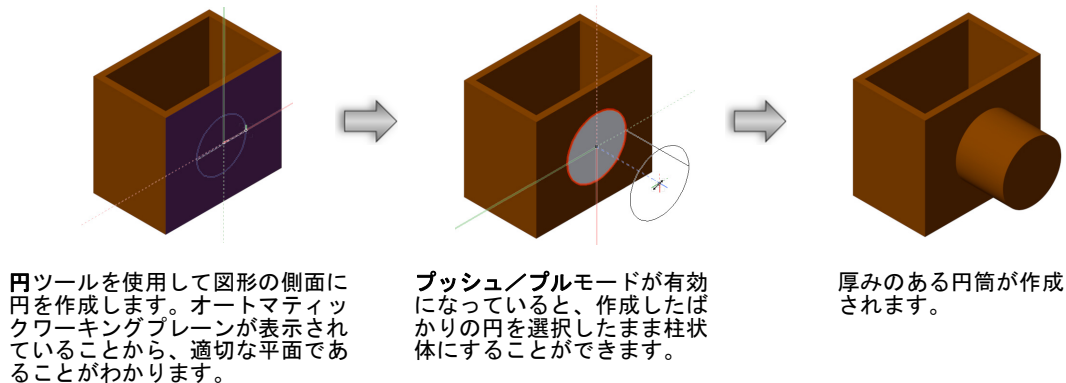 円ツールを使用して図形の側面に
円を作成します。オートマティッ
クワーキングプレーンが表示され
ていることから、適切な平面であ
ることがわかります。
プッシュ／プルモードが有効
になっていると、作成したば
かりの円を選択したまま柱状
体にすることができます。
厚みのある円筒が作成
されます。